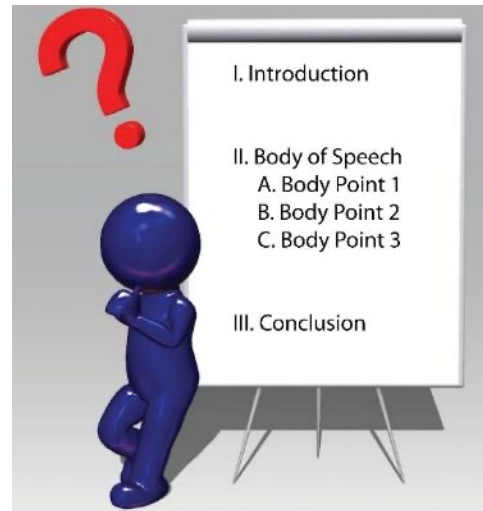 ?
I. Introduction
II. Body of Speech
A. Body Point 1
B. Body Point 2
C. Body Point 3
III. Conclusion